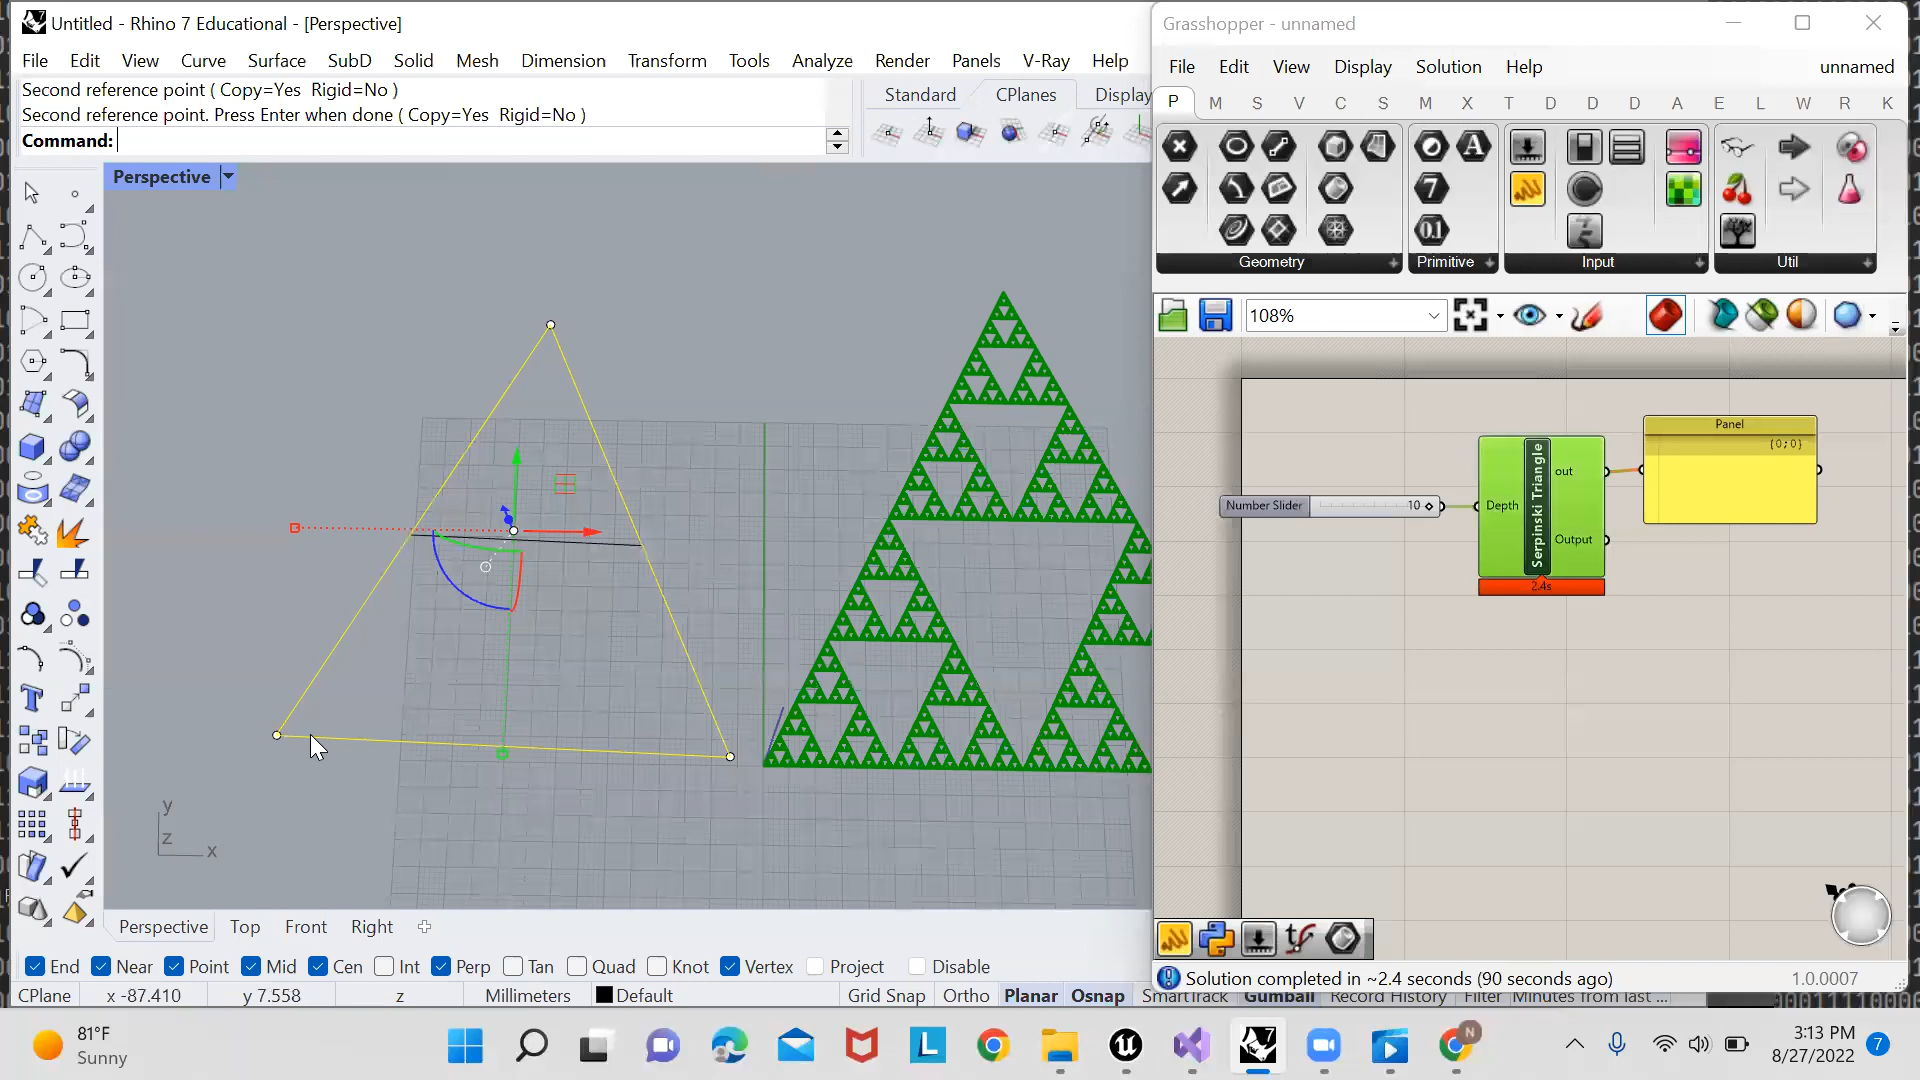 Untitled - Rhino 7 Educational - [Perspective]
File Edit View Curve Surface SubD Solid Mesh Dimension Transform Tools Analyze Render Panels V-Ray Help
Second reference point ( Copy=Yes Rigid=No )
Second reference point. Press Enter when done ( Copy=Yes Rigid=No )
Command:
Standard CPlanes Display
Perspective
y
z
x
Perspective Top Front Right
End Near Point Mid Cen Int Perp Tan Quad Knot Vertex Project Disable
CPlane x -87.410 y 7.558 z Millimeters Default Grid Snap Ortho Planar Osnap SmartTrack Gumball Record History Filter Minutes from last ...
Grasshopper - unnamed
File Edit View Display Solution Help unnamed
P M S V C S M X T D D D A E L W R K
Geometry Primitive Input Util
108%
Number Slider 10
Depth
Serpinski Triangle
out
Output
2.4s
Panel
{0;0}
Solution completed in ~2.4 seconds (90 seconds ago) 1.0.0007
81°F
Sunny
3:13 PM
8/27/2022
7